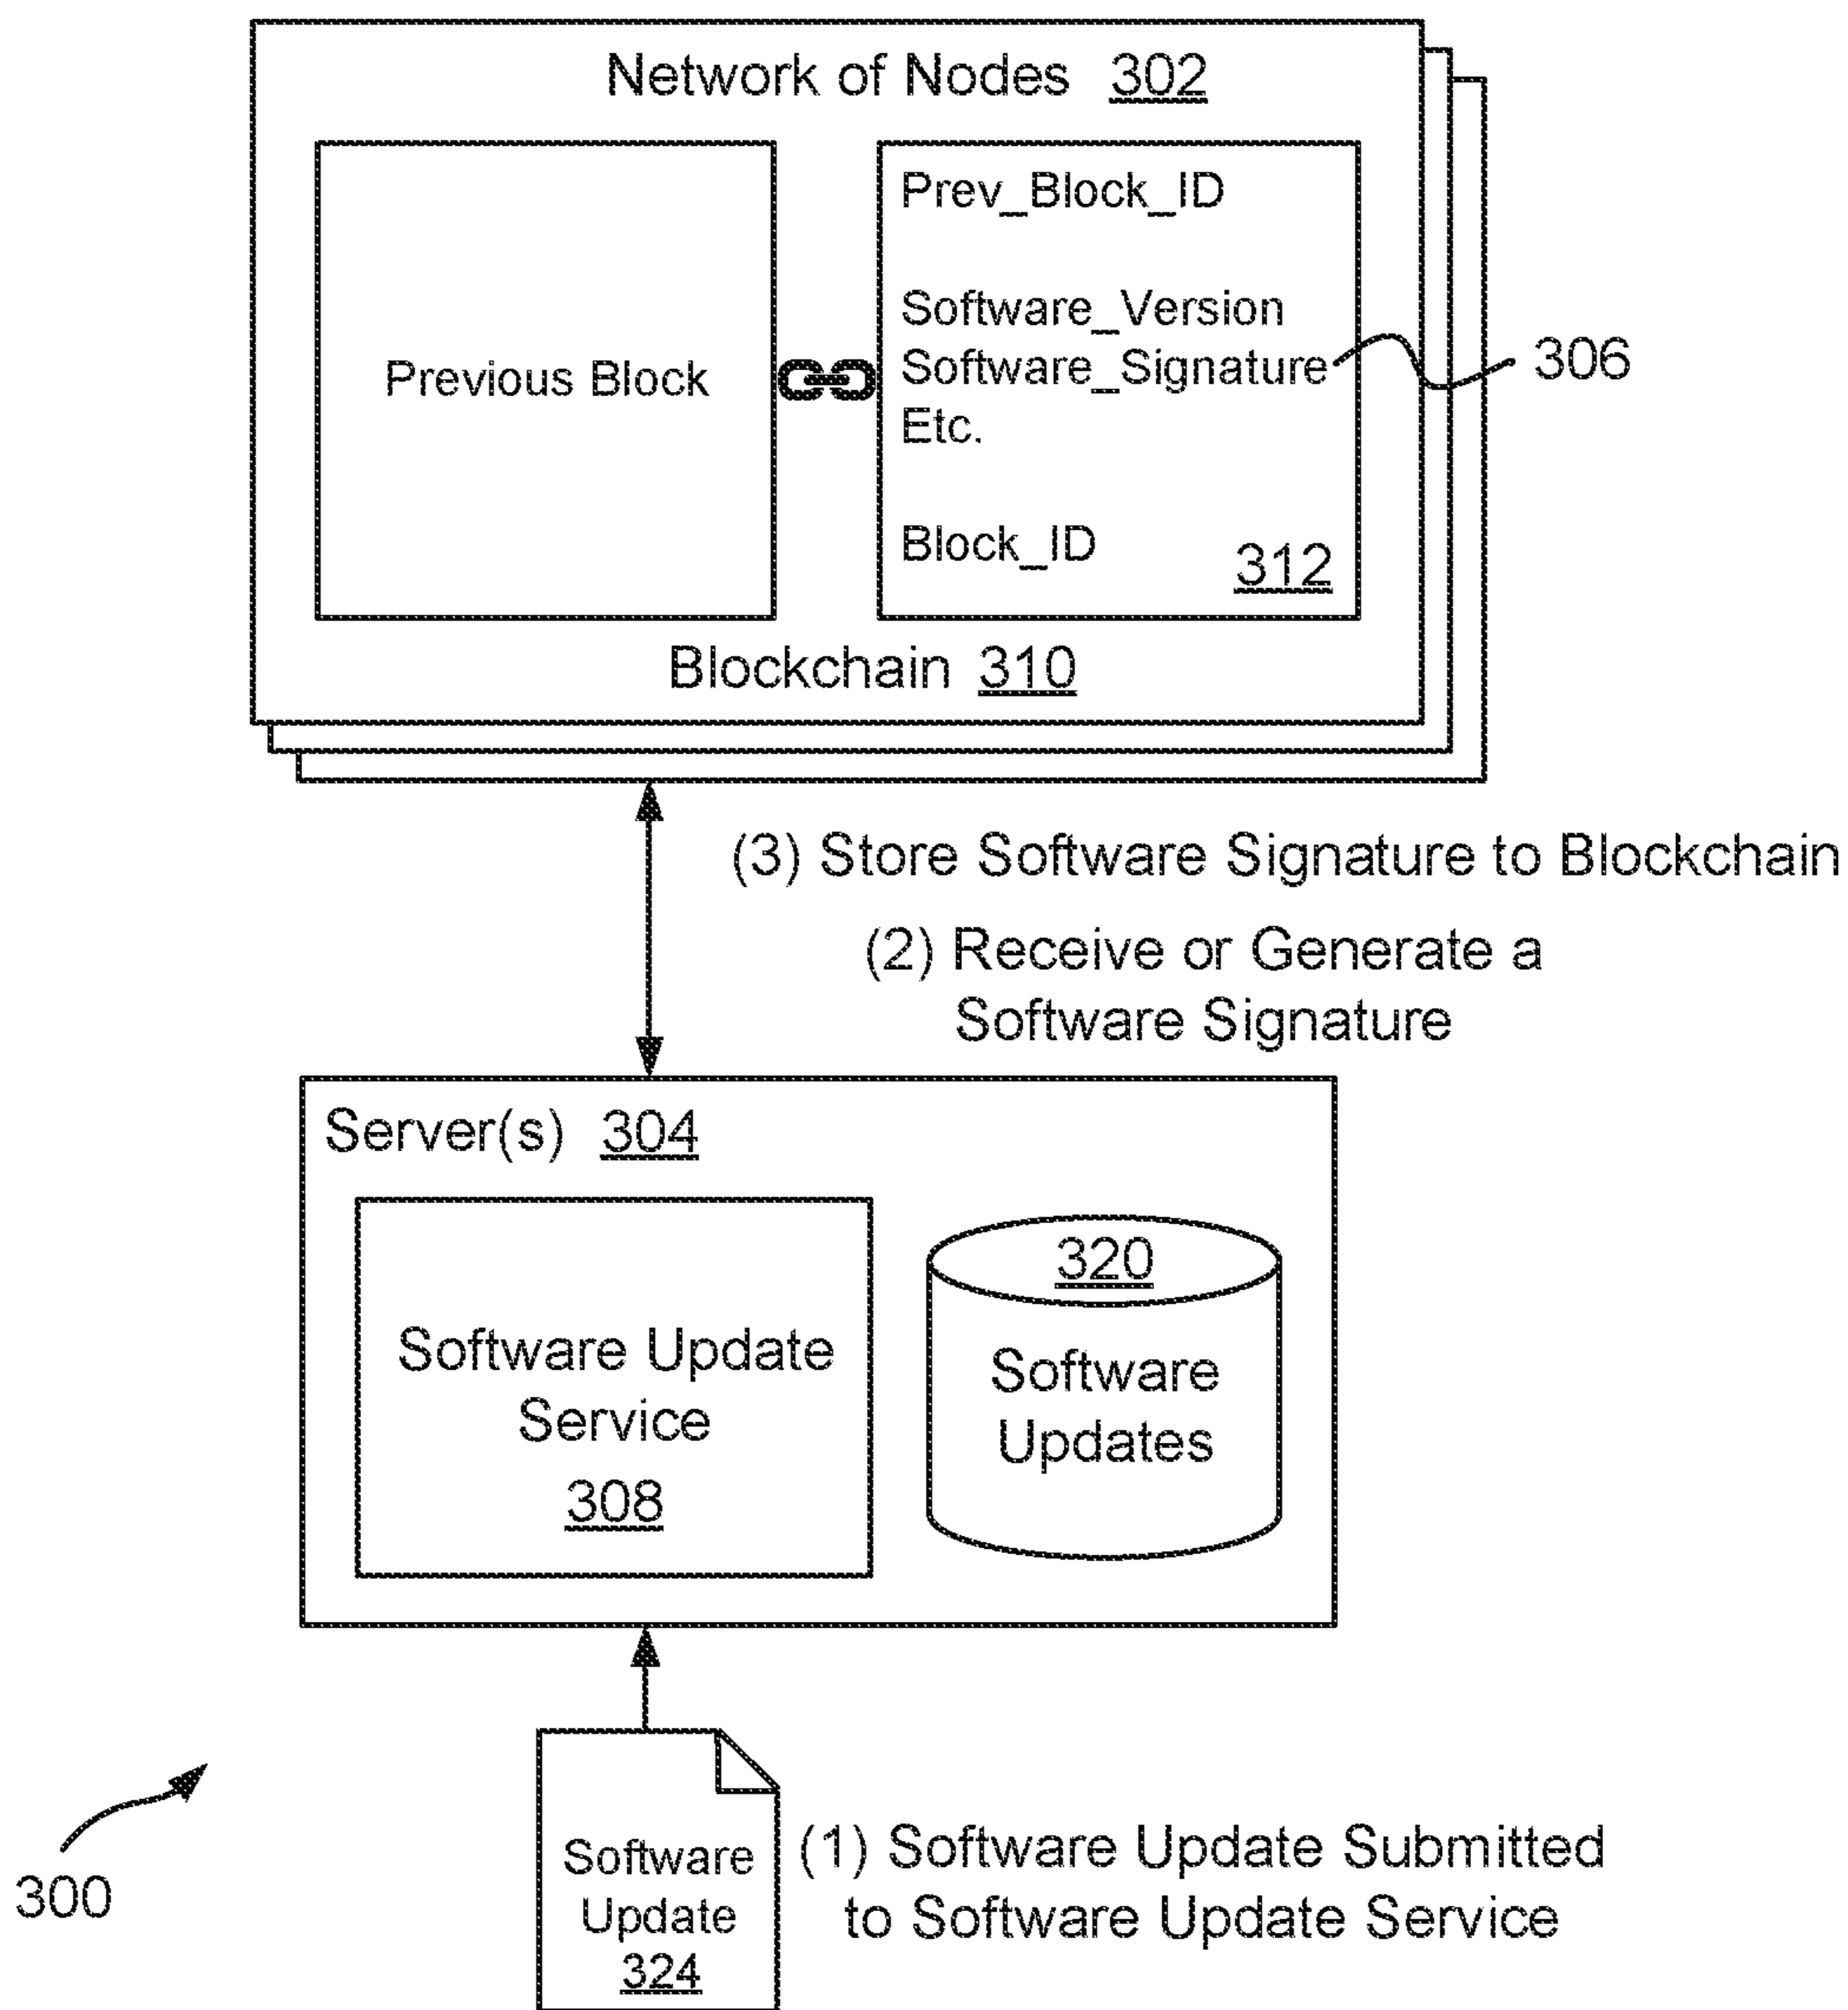 Network of Nodes 302
Previous Block
Prev_Block_ID
Software_Version
Software_Signature
Etc.
Block_ID
312
306
Blockchain 310
(3) Store Software Signature to Blockchain
(2) Receive or Generate a
Software Signature
Server(s) 304
Software Update
Service
308
320
Software
Updates
Software
Update
324
(1) Software Update Submitted
to Software Update Service
300